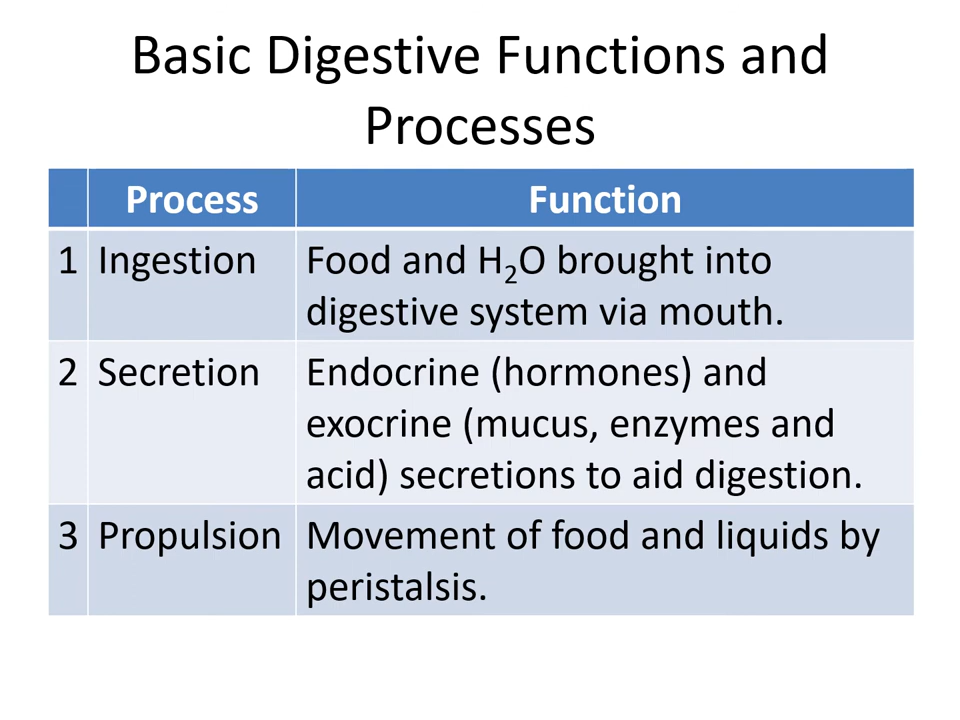 Basic Digestive Functions and
Processes
Process Function
1 Ingestion Food and H₂O brought into
digestive system via mouth.
2 Secretion Endocrine (hormones) and
exocrine (mucus, enzymes and
acid) secretions to aid digestion.
3 Propulsion Movement of food and liquids by
peristalsis.